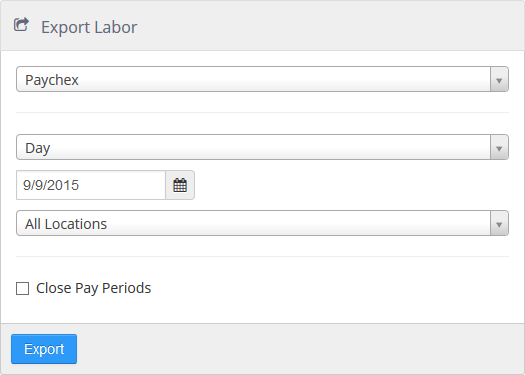 Export Labor
Paychex
Day
9/9/2015
All Locations
Close Pay Periods
Export